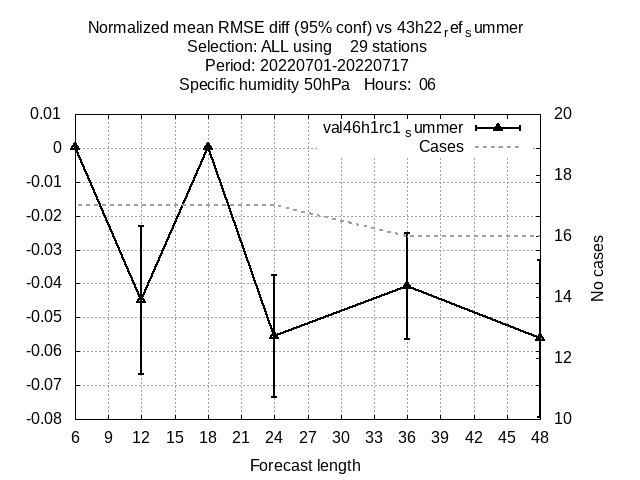 Normalized mean RMSE diff (95% conf) vs 43h22refsummer
Selection: ALL using 29 stations
Period: 20220701-20220717
Specific humidity 50hPa Hours: 06
val46h1rc1summer
Cases
0.01
0
-0.01
-0.02
-0.03
-0.04
-0.05
-0.06
-0.07
-0.08
20
18
16
14
12
10
No cases
6 9 12 15 18 21 24 27 30 33 36 39 42 45 48
Forecast length